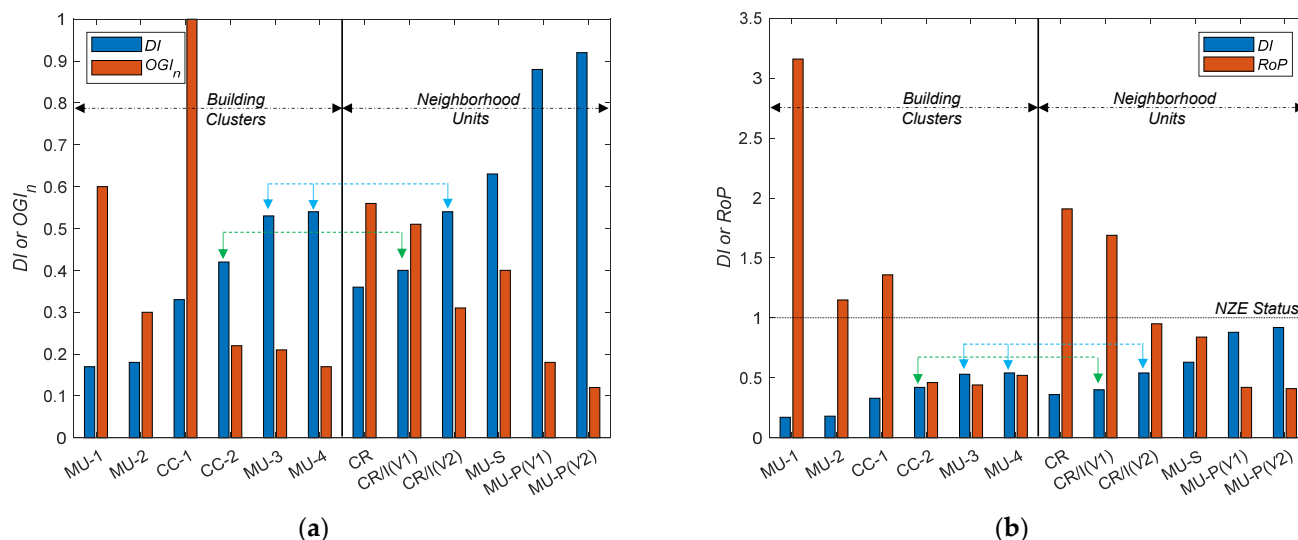 1
0.9
0.8
0.7
0.6
0.5
0.4
0.3
0.2
0.1
0
DI or OGIn
DI
OGIn
Building
Clusters
Neighborhood
Units
MU-1
MU-2
CC-1
CC-2
MU-3
MU-4
CR
CR/I(V1)
CR/I(V2)
MU-S
MU-P(V1)
MU-P(V2)
(a)
3.5
3
2.5
2
1.5
1
0.5
0
DI or RoP
DI
RoP
Building
Clusters
Neighborhood
Units
NZE Status
MU-1
MU-2
CC-1
CC-2
MU-3
MU-4
CR
CR/I(V1)
CR/I(V2)
MU-S
MU-P(V1)
MU-P(V2)
(b)